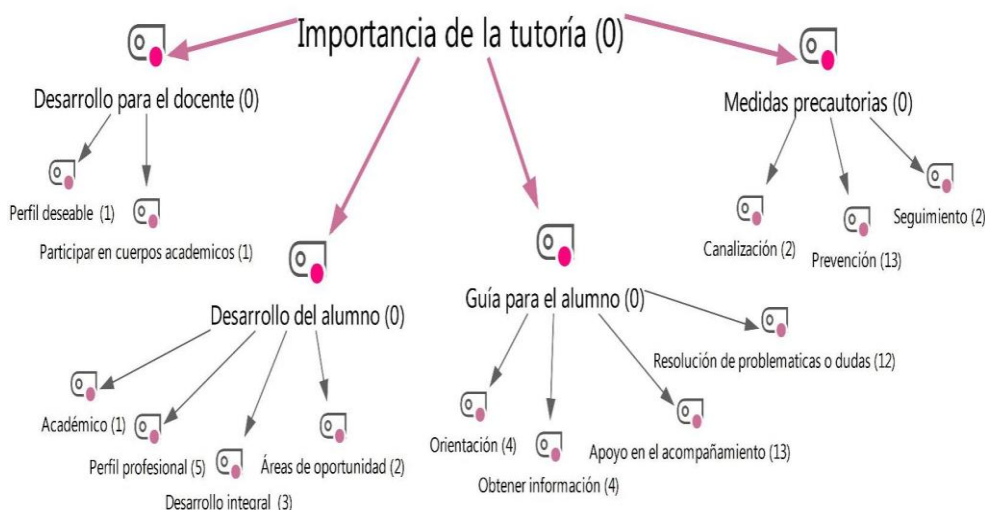 Importancia de la tutoría (0)
Desarrollo para el docente (0)
Medidas precautorias (0)
Perfil deseable (1)
Participar en cuerpos academicos (1)
Canalización (2)
Prevención (13)
Seguimiento (2)
Desarrollo del alumno (0)
Guía para el alumno (0)
Académico (1)
Perfil profesional (5)
Desarrollo integral (3)
Áreas de oportunidad (2)
Orientación (4)
Obtener información (4)
Apoyo en el acompañamiento (13)
Resolución de problematicas o dudas (12)